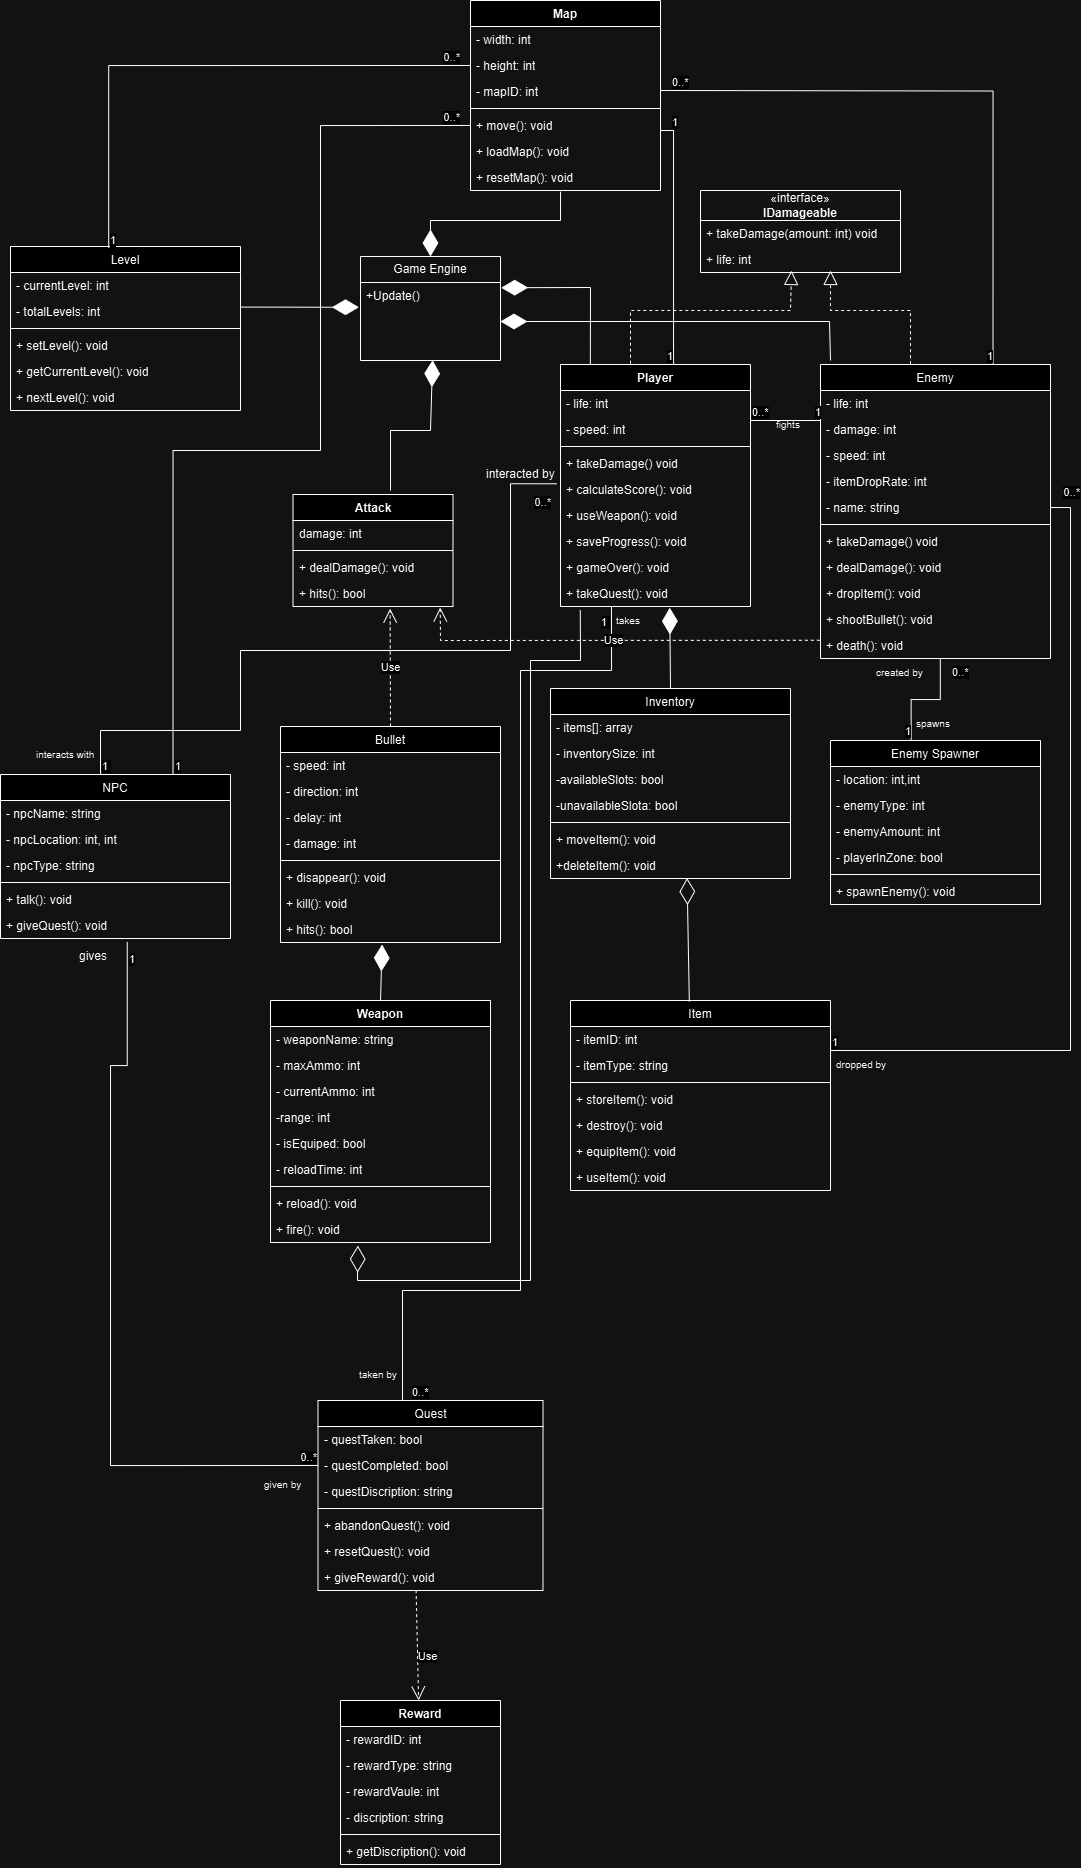 Map
- width: int
- height: int
- mapID: int
+ move(): void
+ loadMap(): void
+ resetMap(): void
0..*
0..*
0..*
1
«interface»
IDamageable
+ takeDamage(amount: int) void
+ life: int
1
Level
- currentLevel: int
- totalLevels: int
+ setLevel(): void
+ getCurrentLevel(): void
+ nextLevel(): void
Game Engine
+Update()
1
1
Player
- life: int
- speed: int
+ takeDamage() void
+ calculateScore(): void
+ useWeapon(): void
+ saveProgress(): void
+ gameOver(): void
+ takeQuest(): void
0..*
1
fights
Enemy
- life: int
- damage: int
- speed: int
- itemDropRate: int
- name: string
+ takeDamage() void
+ dealDamage(): void
+ dropItem(): void
+ shootBullet(): void
+ death(): void
0..*
interacted by
0..*
Attack
damage: int
+ dealDamage(): void
+ hits(): bool
1
takes
Use
Use
created by
0..*
spawns
1
Inventory
- items[]: array
- inventorySize: int
-availableSlots: bool
-unavailableSlota: bool
+ moveItem(): void
+deleteItem(): void
Enemy Spawner
- location: int,int
- enemyType: int
- enemyAmount: int
- playerInZone: bool
+ spawnEnemy(): void
Bullet
- speed: int
- direction: int
- delay: int
- damage: int
+ disappear(): void
+ kill(): void
+ hits(): bool
interacts with
1
1
NPC
- npcName: string
- npcLocation: int, int
- npcType: string
+ talk(): void
+ giveQuest(): void
gives
1
Weapon
- weaponName: string
- maxAmmo: int
- currentAmmo: int
-range: int
- isEquiped: bool
- reloadTime: int
+ reload(): void
+ fire(): void
Item
- itemID: int
- itemType: string
+ storeItem(): void
+ destroy(): void
+ equipItem(): void
+ useItem(): void
1
dropped by
taken by
0..*
Quest
- questTaken: bool
- questCompleted: bool
- questDiscription: string
+ abandonQuest(): void
+ resetQuest(): void
+ giveReward(): void
0..*
given by
Use
Reward
- rewardID: int
- rewardType: string
- rewardVaule: int
- discription: string
+ getDiscription(): void